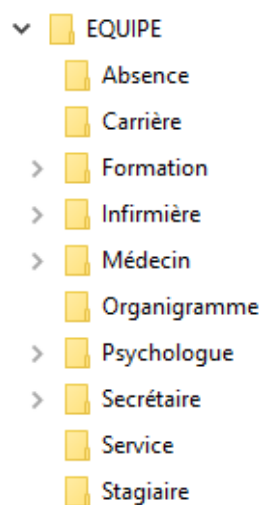 EQUIPE
Absence
Carrière
Formation
Infirmière
Médecin
Organigramme
Psychologue
Secrétaire
Service
Stagiaire